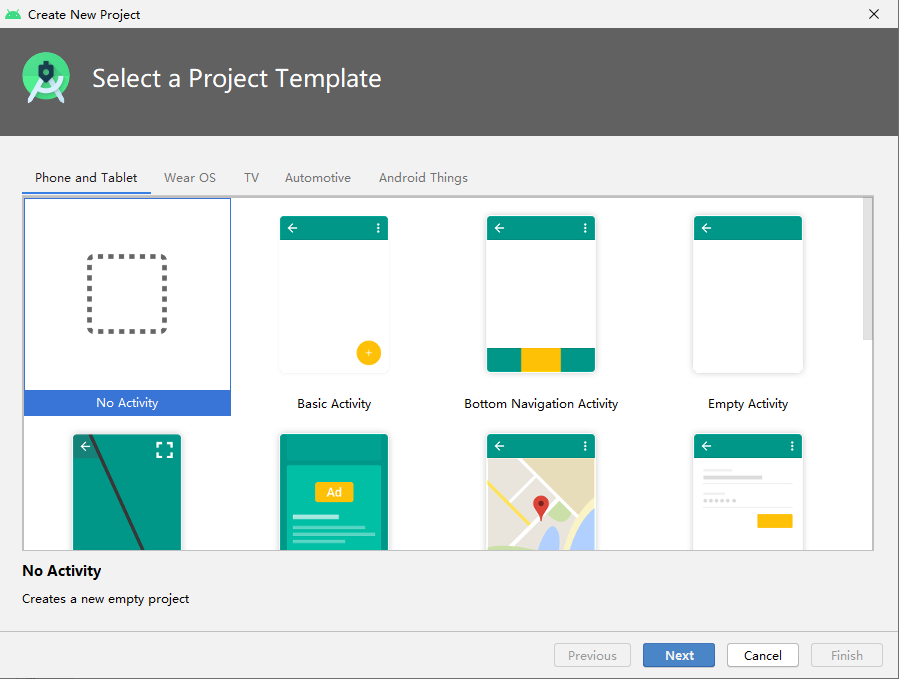 Create New Project
Select a Project Template
Phone and Tablet
Wear OS
TV
Automotive
Android Things
No Activity
Basic Activity
Bottom Navigation Activity
Empty Activity
Ad
No Activity
Creates a new empty project
Previous
Next
Cancel
Finish